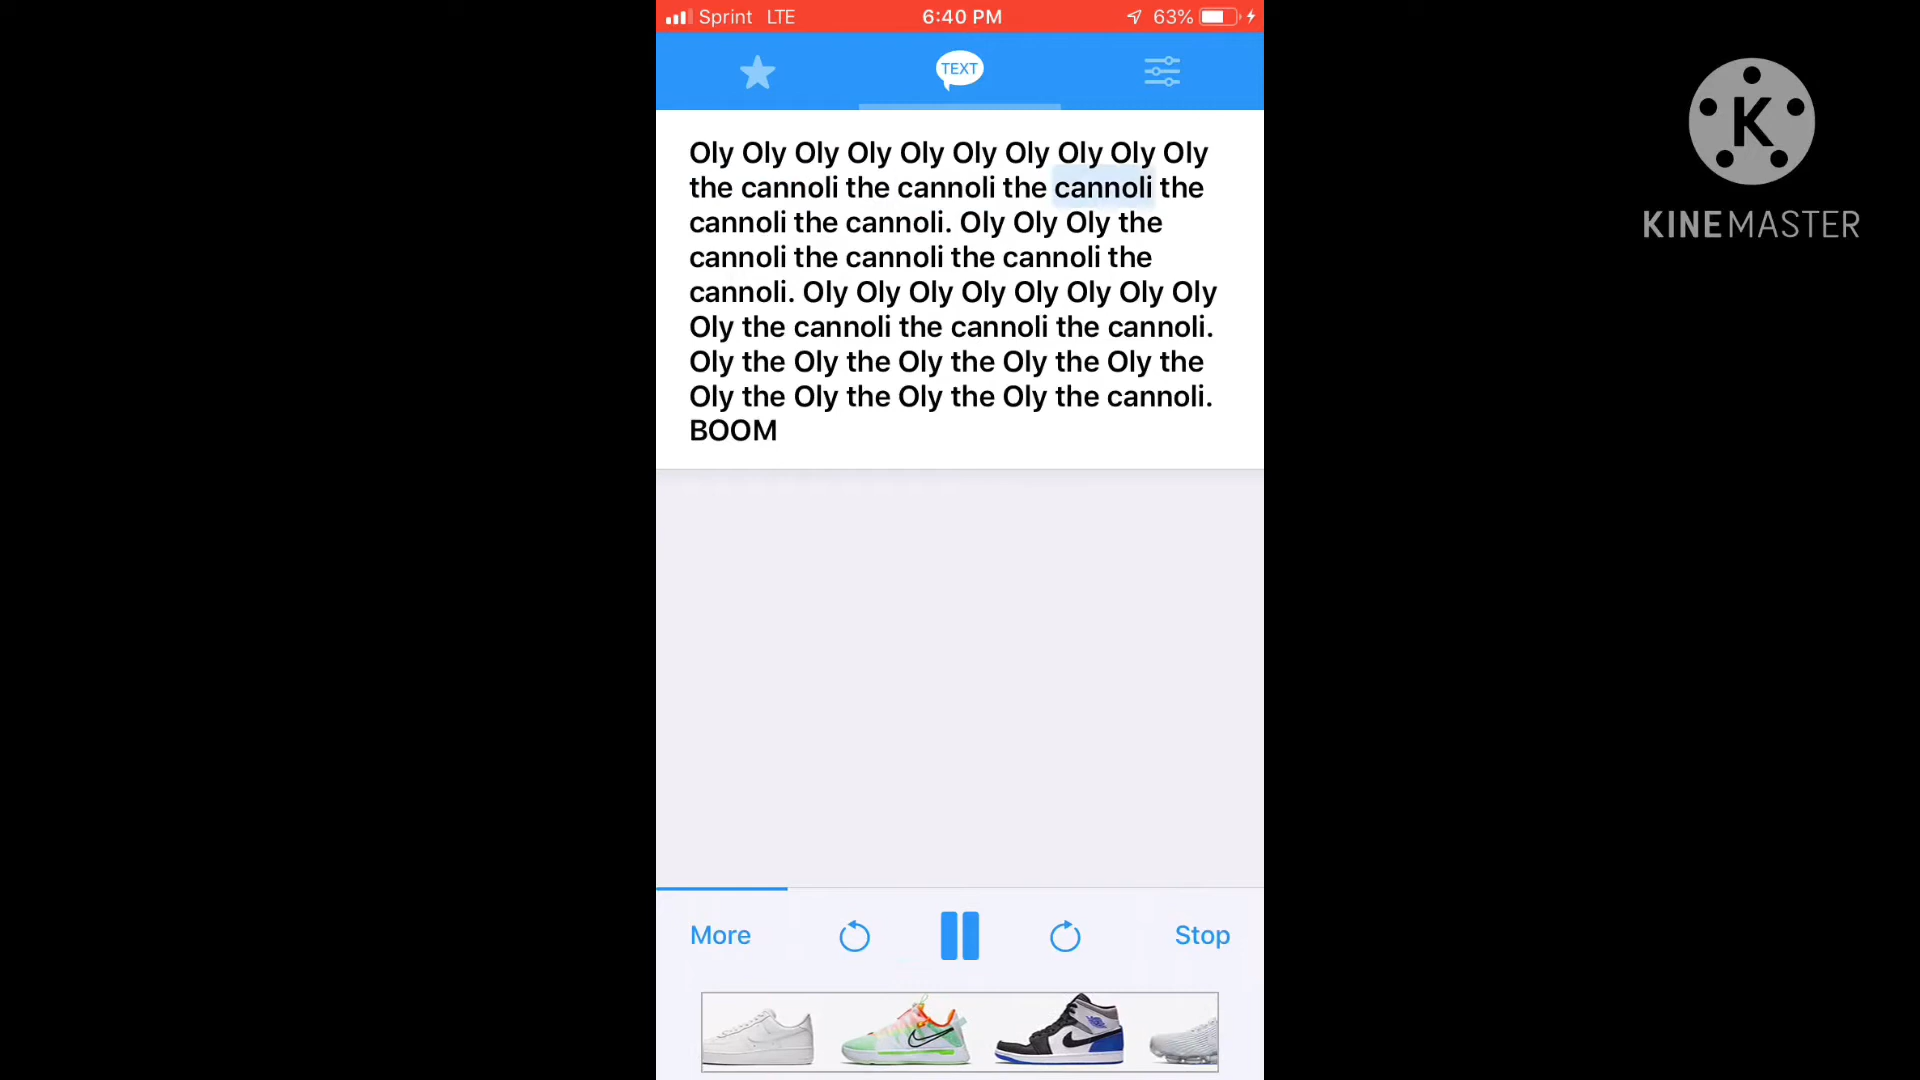 Sprint LTE 6:40 PM 63%
TEXT
Oly Oly Oly Oly Oly Oly Oly Oly Oly Oly
the cannoli the cannoli the cannoli the
cannoli the cannoli. Oly Oly Oly the
cannoli the cannoli the cannoli the
cannoli. Oly Oly Oly Oly Oly Oly Oly Oly
Oly the cannoli the cannoli the cannoli.
Oly the Oly the Oly the Oly the Oly the
Oly the Oly the Oly the Oly the cannoli.
BOOM
More
Stop
K
KINEMASTER